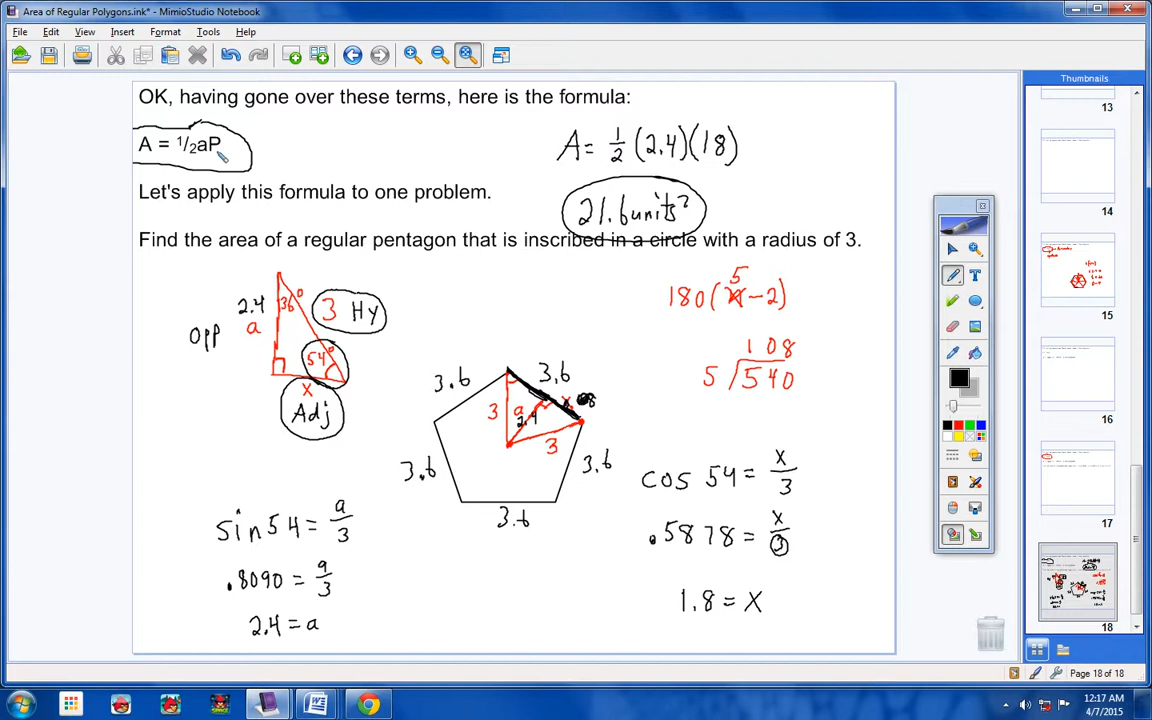 Area of Regular Polygons.ink* - MimioStudio Notebook
File Edit View Insert Format Tools Help
OK, having gone over these terms, here is the formula:
A = 1/2aP
A = 1/2 (2.4)(18)
Let's apply this formula to one problem.
21.6 units²
Find the area of a regular pentagon that is inscribed in a circle with a radius of 3.
2.4
36°
3 Hy
opp
a
54°
x
Adj
180(5-2)
108
5 540
3.6
3.6
3
a
2.4
x
3
3.6
3.6
3.6
cos 54 = x/3
.5878 = x/3
1.8 = x
sin 54 = a/3
.8090 = a/3
2.4 = a
Thumbnails
13
14
15
16
17
18
T
Page 18 of 18
12:17 AM
4/7/2015